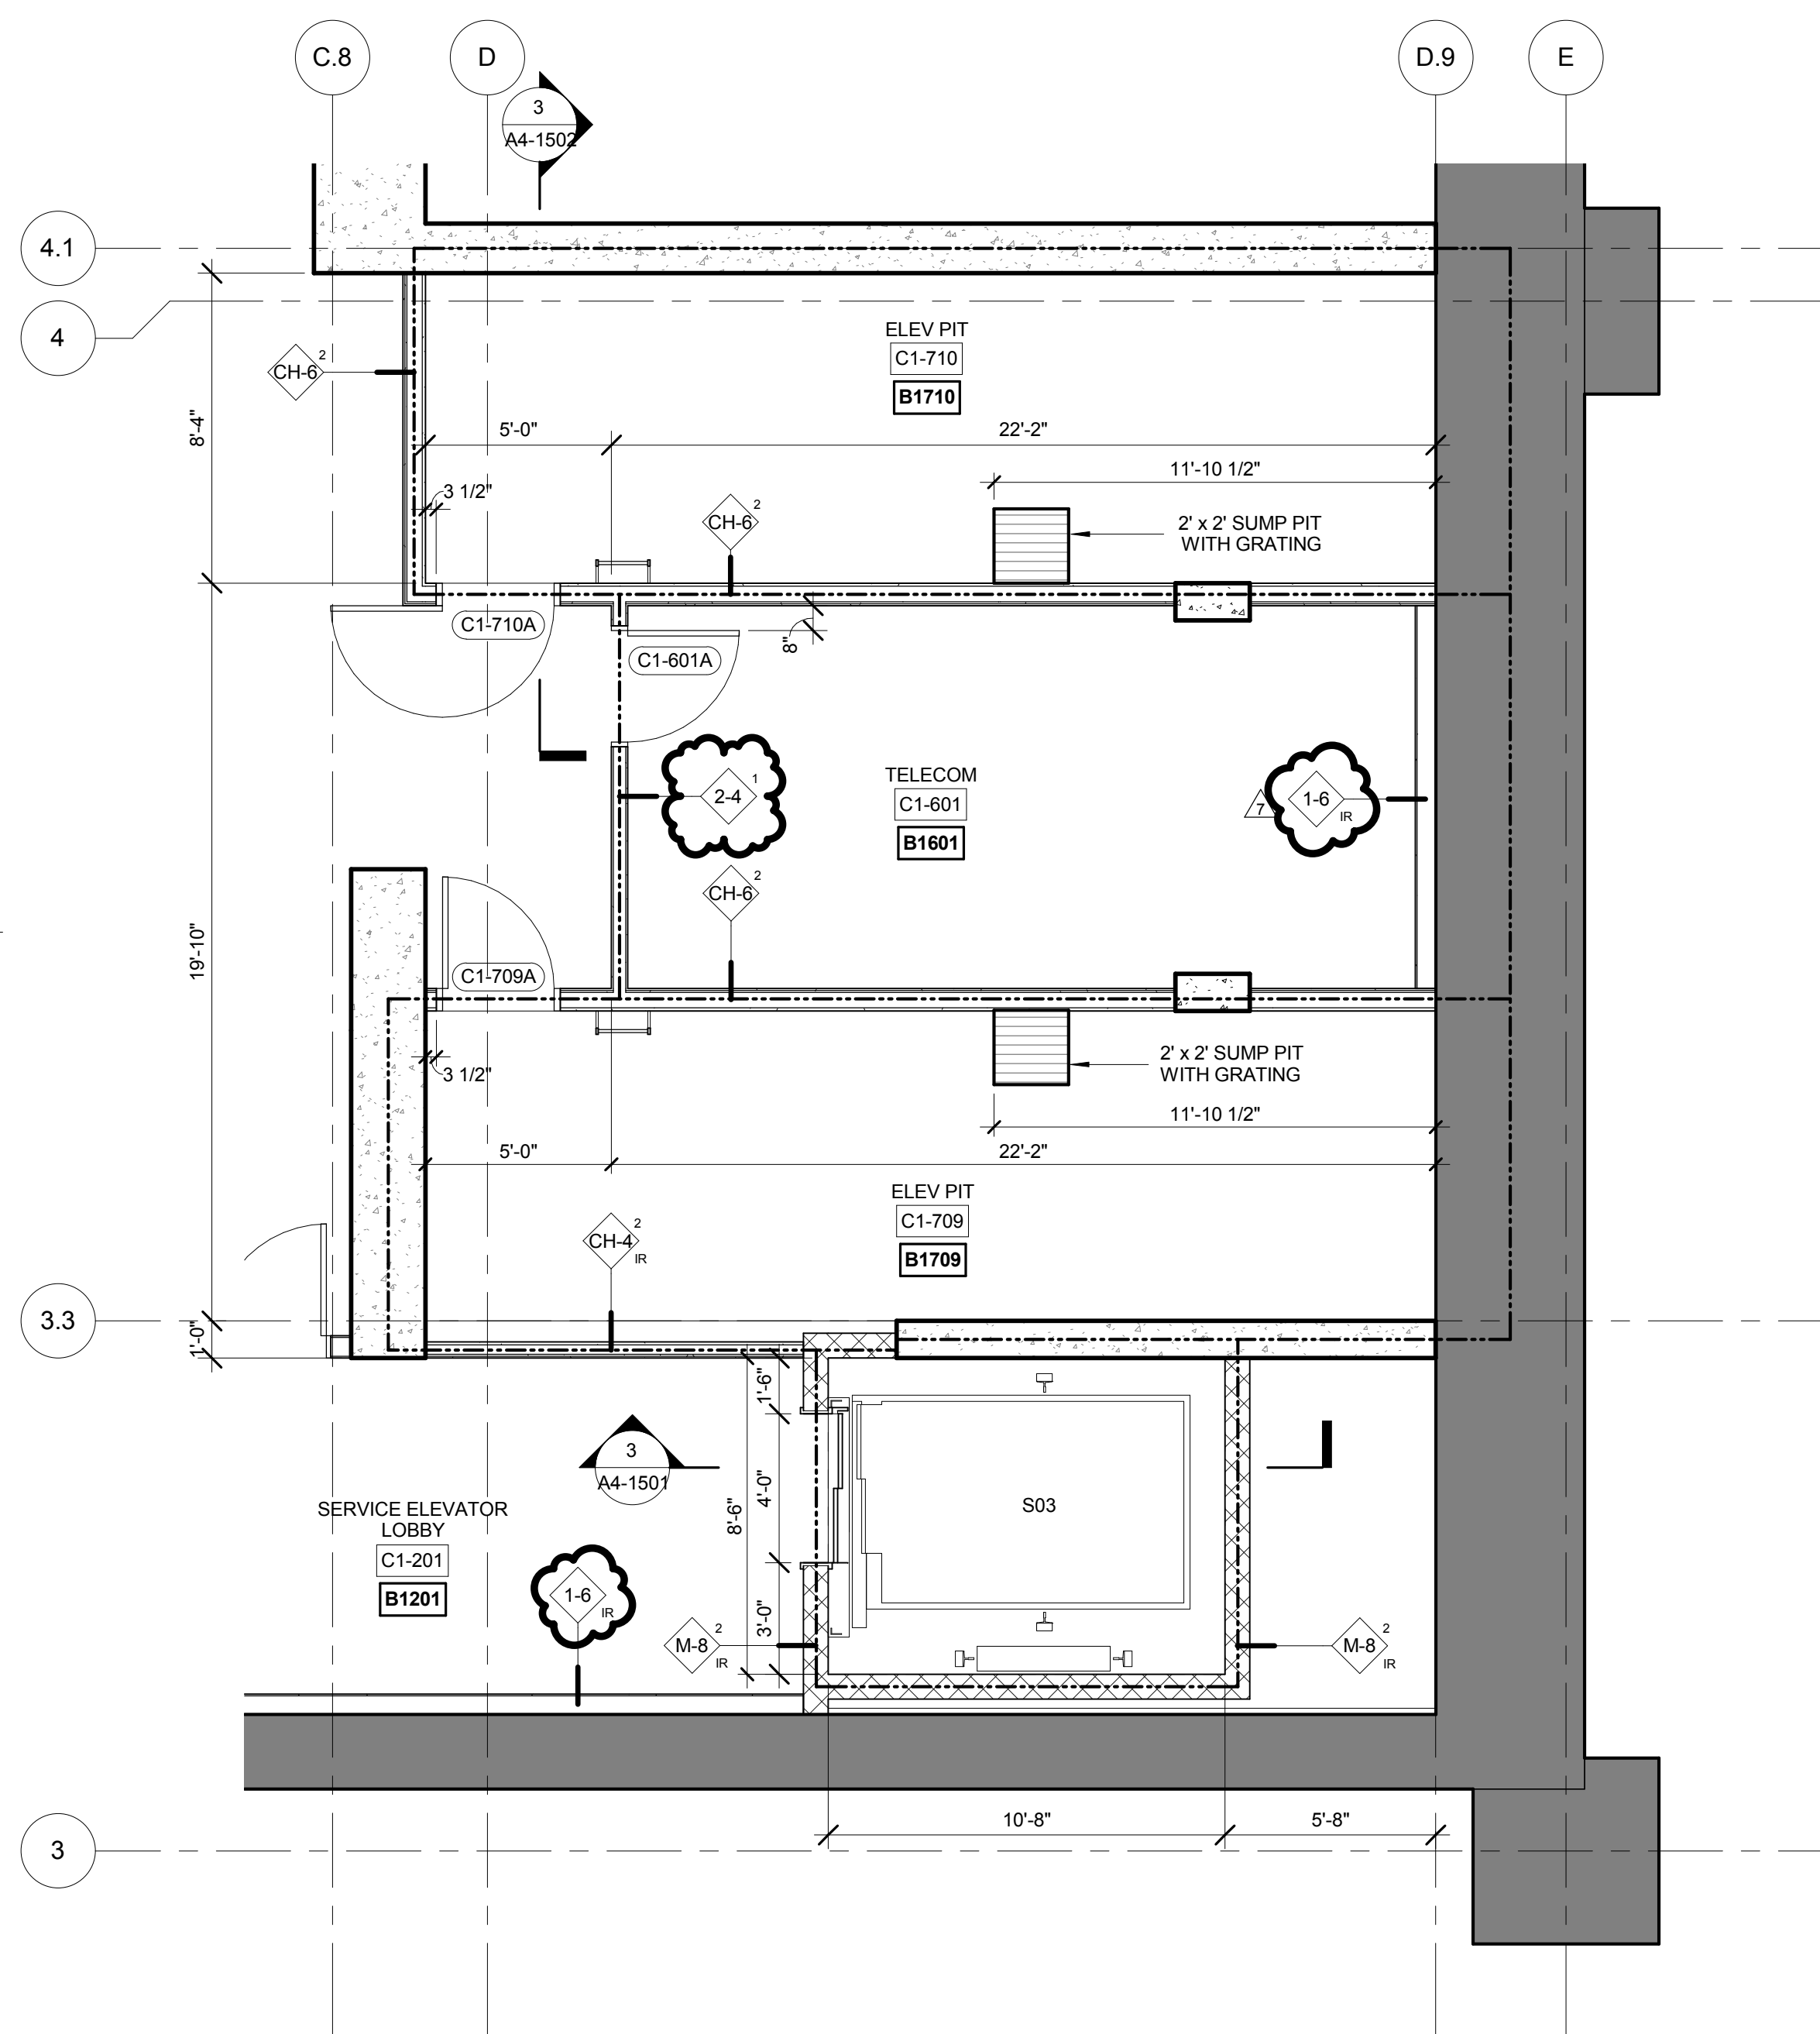 C.8
D
D.9
E
3
A4-1502
4.1
4
ELEV PIT
C1-710
B1710
CH-6
2
8'-4"
5'-0"
22'-2"
11'-10 1/2"
3 1/2"
CH-6
2
2' x 2' SUMP PIT
WITH GRATING
C1-710A
8"
C1-601A
2-4
1
TELECOM
C1-601
B1601
7
1-6
IR
CH-6
2
19'-10"
C1-709A
3 1/2"
2' x 2' SUMP PIT
WITH GRATING
11'-10 1/2"
5'-0"
22'-2"
ELEV PIT
C1-709
B1709
CH-4
2
IR
3.3
1'-0"
1'-6"
3
A4-1501
4'-0"
8'-6"
S03
SERVICE ELEVATOR
LOBBY
C1-201
B1201
1-6
IR
3'-0"
M-8
2
IR
M-8
2
IR
10'-8"
5'-8"
3